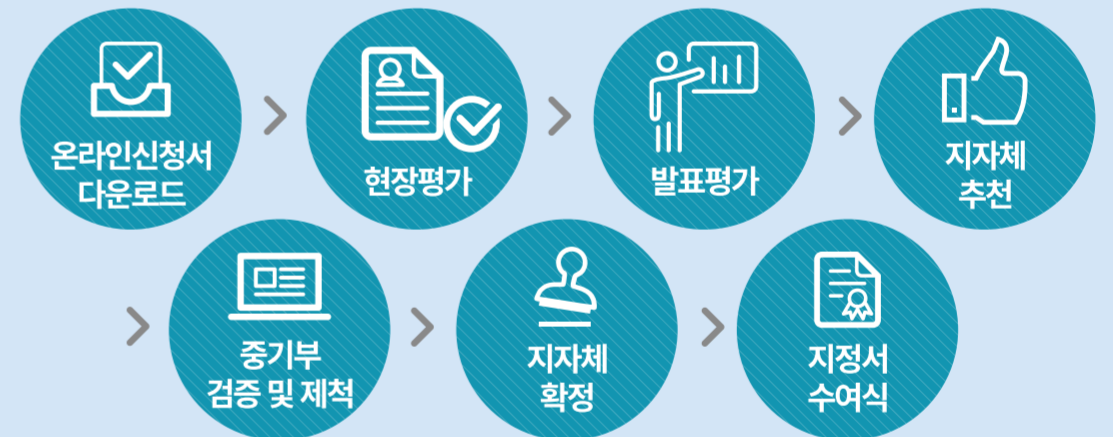 온라인신청서
다운로드
현장평가
발표평가
지자체
추천
중기부
검증 및 제척
지자체
확정
지정서
수여식